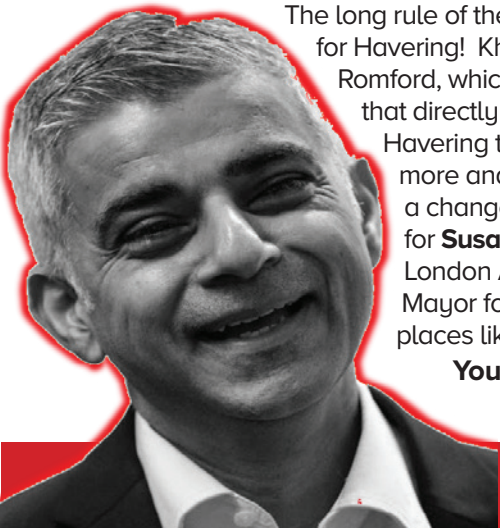 The long rule of the
for Havering! Kh
Romford, whic
that directly
Havering t
more and
a change
for Susa
London A
Mayor fo
places lik
You